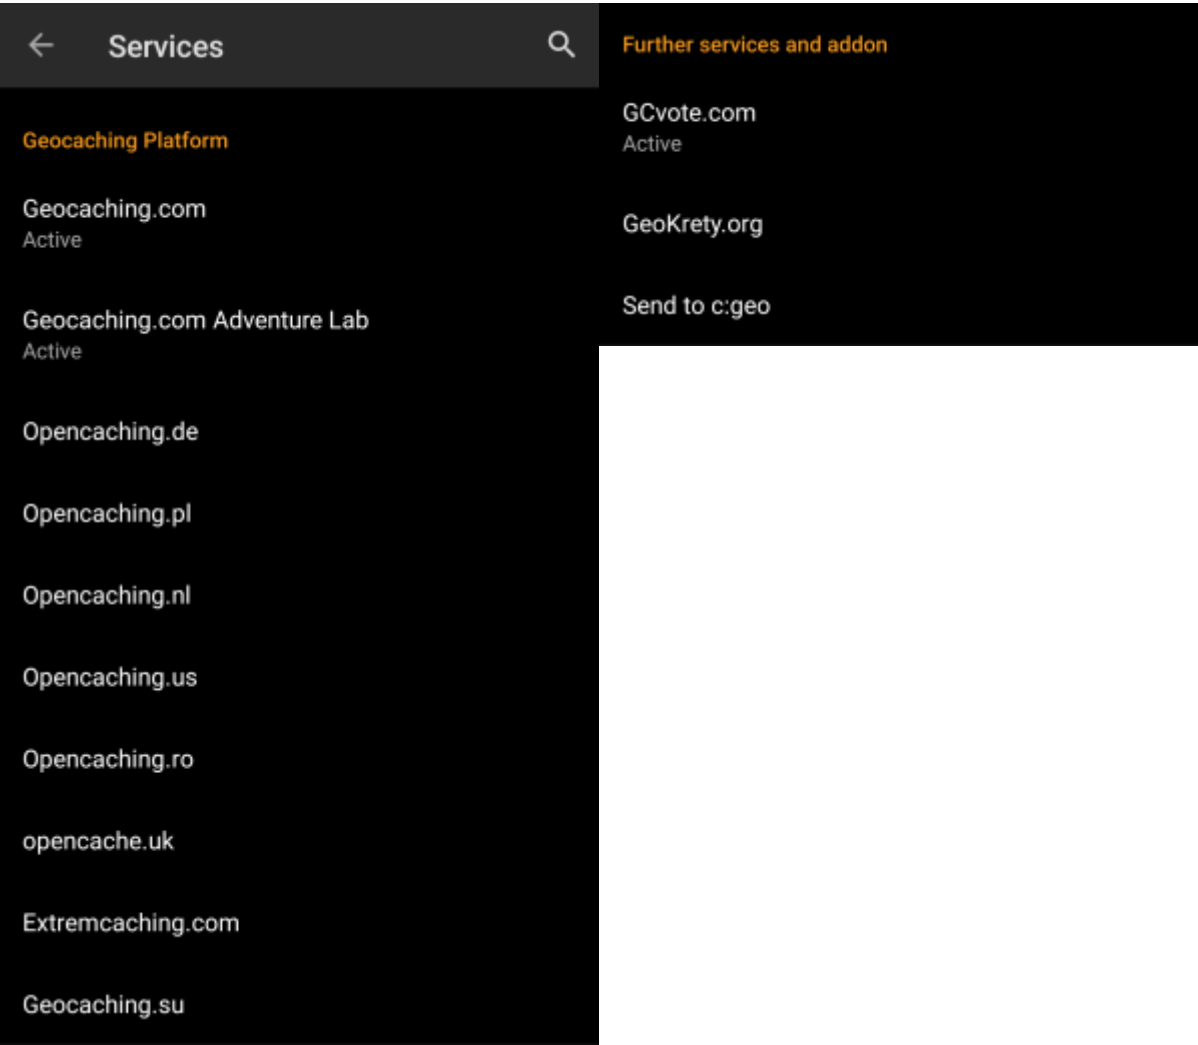 Services
Geocaching Platform
Geocaching.com
Active
Geocaching.com Adventure Lab
Active
Opencaching.de
Opencaching.pl
Opencaching.nl
Opencaching.us
Opencaching.ro
opencache.uk
Extremcaching.com
Geocaching.su
Further services and addon
GCvote.com
Active
GeoKrety.org
Send to c:geo